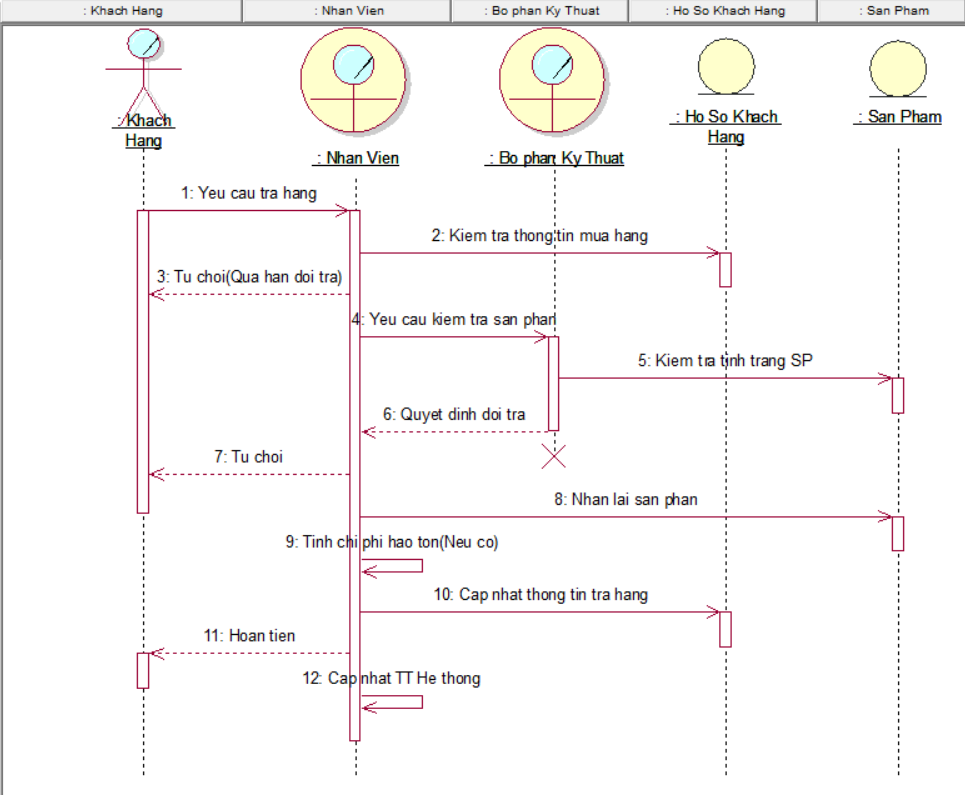 : Khach Hang
: Nhan Vien
: Bo phan Ky Thuat
: Ho So Khach Hang
: San Pham
: Khach
Hang
: Nhan Vien
: Bo phan Ky Thuat
: Ho So Khach
Hang
: San Pham
1: Yeu cau tra hang
2: Kiem tra thong tin mua hang
3: Tu choi(Qua han doi tra)
4: Yeu cau kiem tra san phan
5: Kiem tra tinh trang SP
6: Quyet dinh doi tra
7: Tu choi
8: Nhan lai san phan
9: Tinh chi phi hao ton(Neu co)
10: Cap nhat thong tin tra hang
11: Hoan tien
12: Cap nhat TT He thong